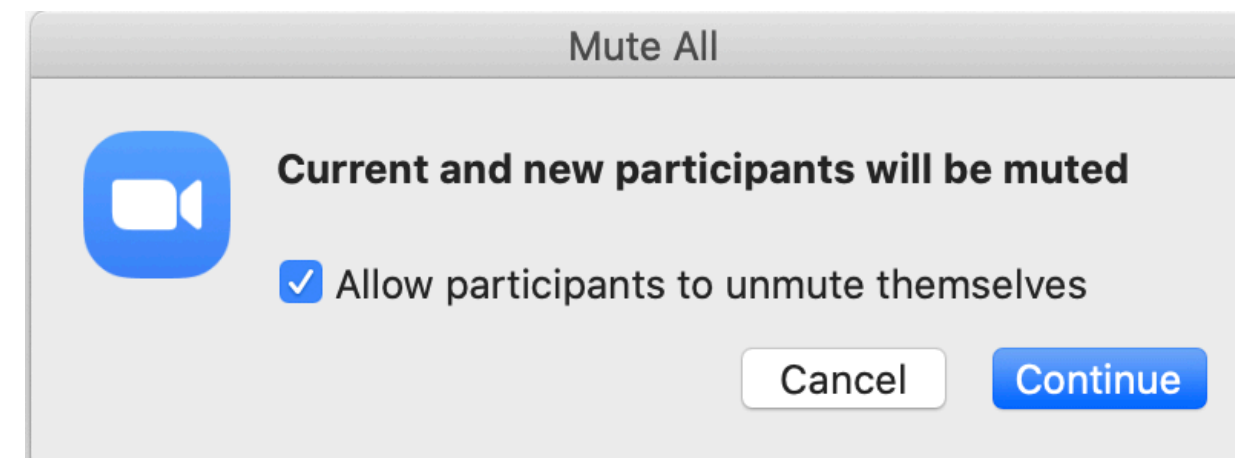 Mute All
Current and new participants will be muted
Allow participants to unmute themselves
Cancel Continue